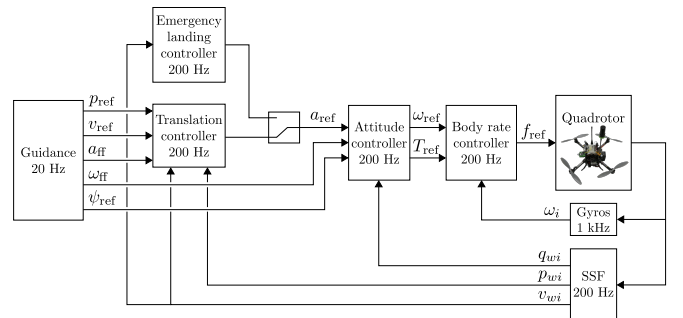 Emergency
landing
controller
200 Hz
Guidance
20 Hz
p_ref
v_ref
a_ff
ω_ff
ψ_ref
Translation
controller
200 Hz
a_ref
Attitude
controller
200 Hz
ω_ref
T_ref
Body rate
controller
200 Hz
f_ref
Quadrotor
ω_i
Gyros
1 kHz
q_wi
p_wi
v_wi
SSF
200 Hz